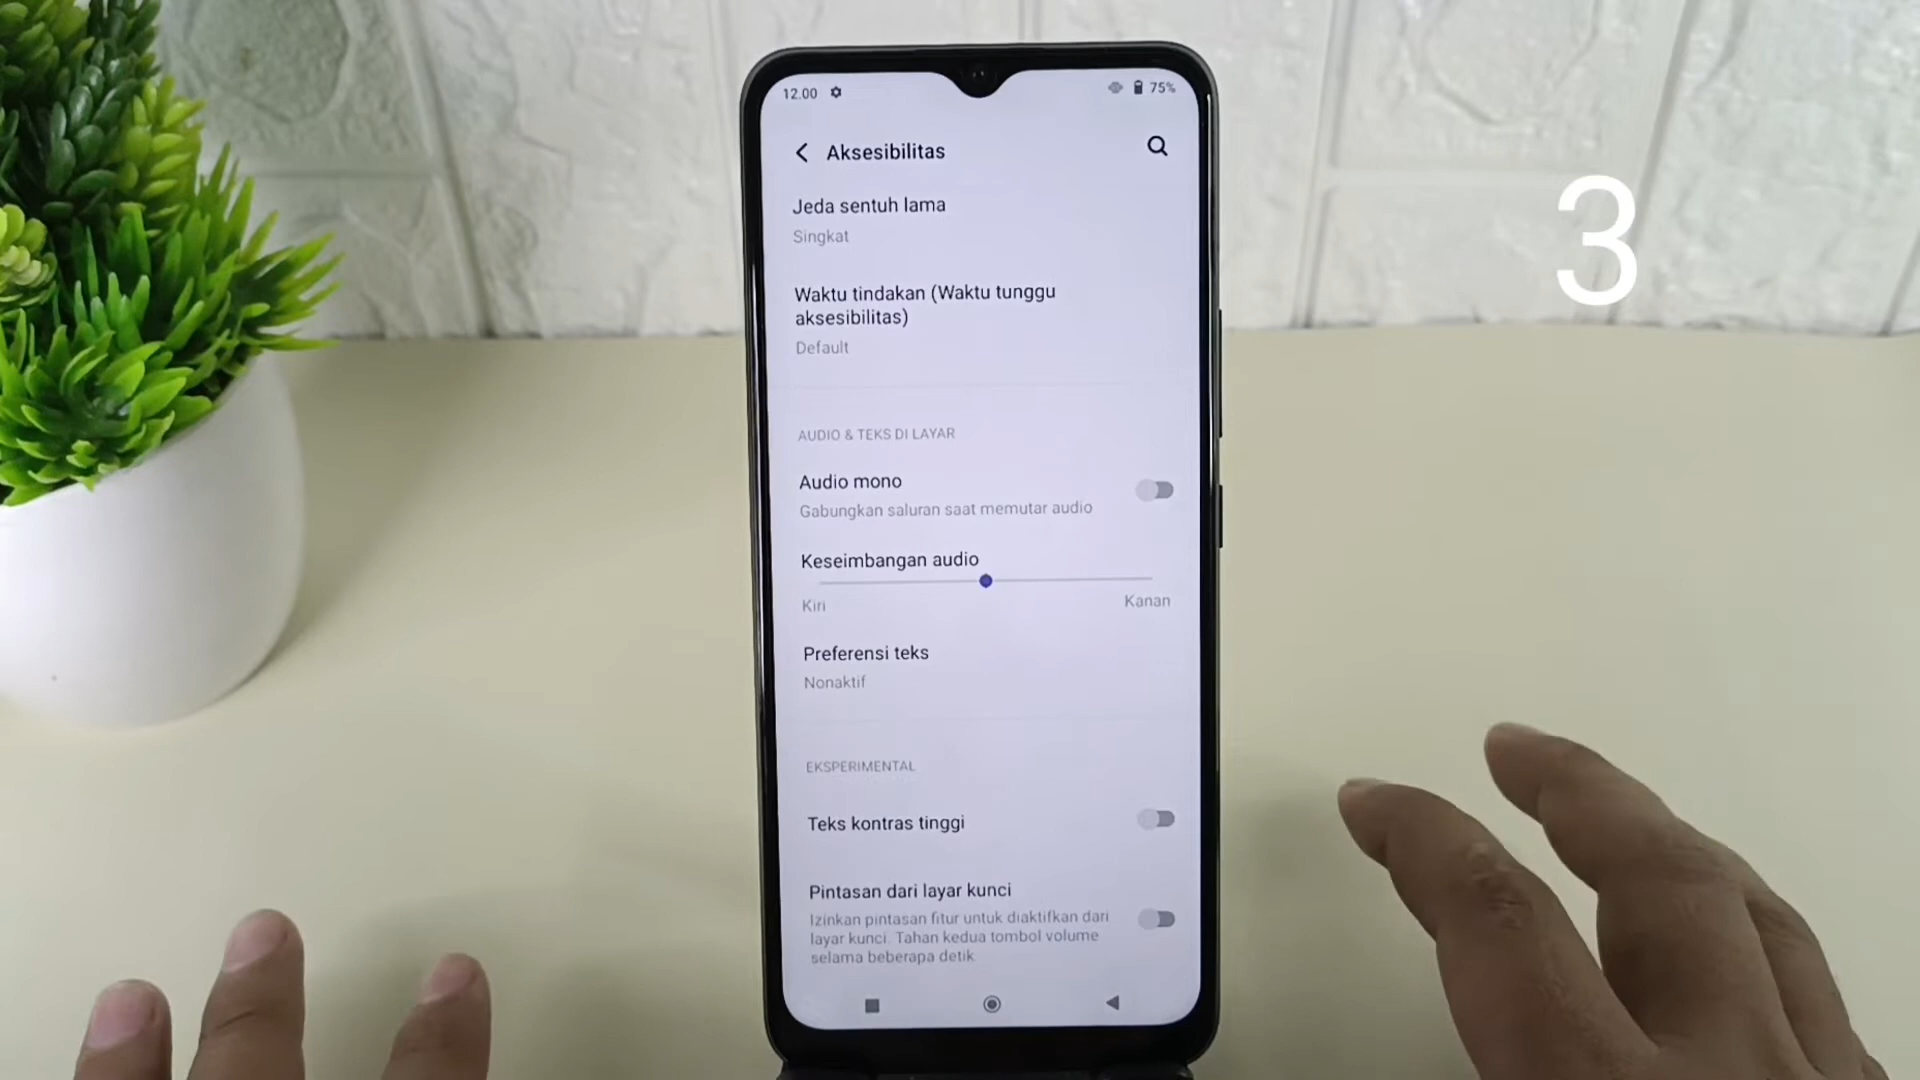 12.00
75%
Aksesibilitas
3
Jeda sentuh lama
Singkat
Waktu tindakan (Waktu tunggu
aksesibilitas)
Default
AUDIO & TEKS DI LAYAR
Audio mono
Gabungkan saluran saat memutar audio
Keseimbangan audio
Kiri
Kanan
Preferensi teks
Nonaktif
EKSPERIMENTAL
Teks kontras tinggi
Pintasan dari layar kunci
Izinkan pintasan fitur untuk diaktifkan dari
layar kunci. Tahan kedua tombol volume
selama beberapa detik